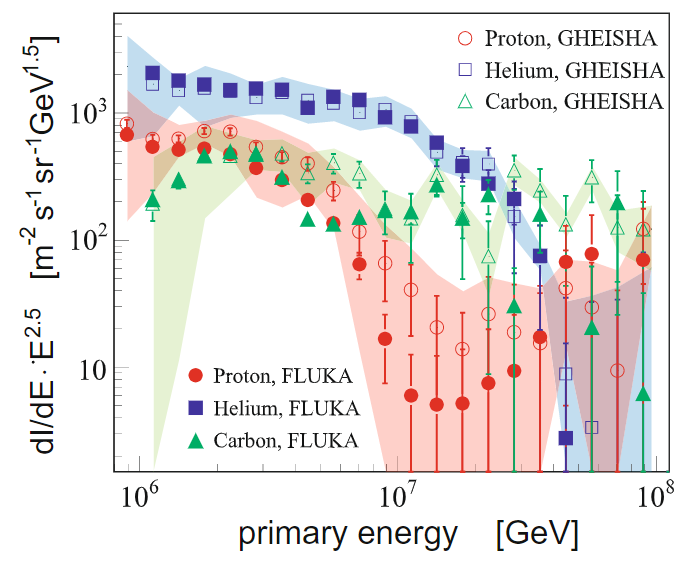 Proton, GHEISHA
Helium, GHEISHA
Carbon, GHEISHA
dI/dE · E^2.5 [m^-2 s^-1 sr^-1 GeV^1.5]
10^3
10^2
10
Proton, FLUKA
Helium, FLUKA
Carbon, FLUKA
10^6 10^7 10^8
primary energy [GeV]